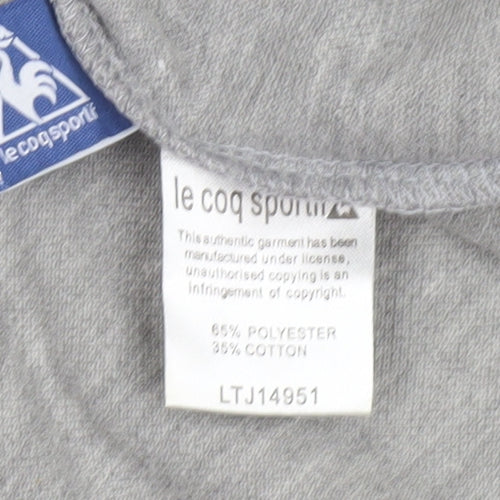 le coq sportif
le coq sportif
This authentic garment has been
manufactured under license,
unauthorised copying is an
infringement of copyright.
65% POLYESTER
35% COTTON
LTJ14951